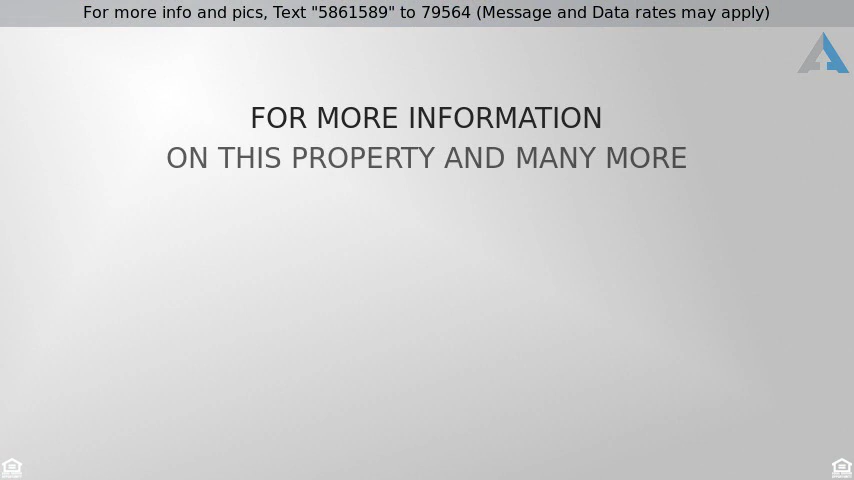 For more info and pics, Text "5861589" to 79564 (Message and Data rates may apply)
FOR MORE INFORMATION
ON THIS PROPERTY AND MANY MORE